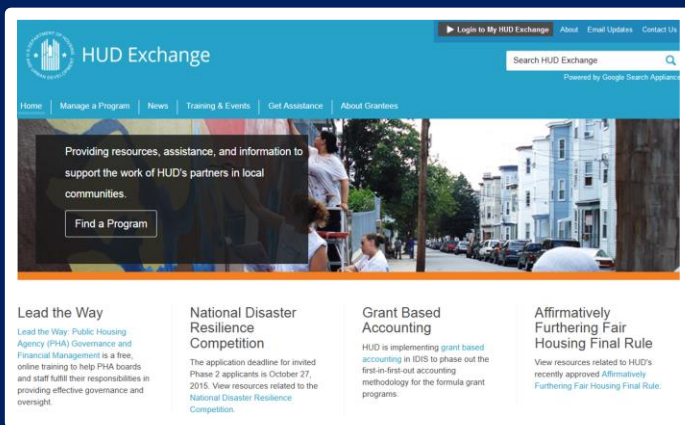 Login to My HUD Exchange About Email Updates Contact Us
U.S. DEPARTMENT OF HOUSING AND URBAN DEVELOPMENT
HUD Exchange
Search HUD Exchange
Powered by Google Search Appliance
Home Manage a Program News Training & Events Get Assistance About Grantees
Providing resources, assistance, and information to
support the work of HUD's partners in local
communities.
Find a Program
Lead the Way
Lead the Way: Public Housing
Agency (PHA) Governance and
Financial Management is a free,
online training to help PHA boards
and staff fulfill their responsibilities in
providing effective governance and
oversight.
National Disaster
Resilience
Competition
The application deadline for invited
Phase 2 applicants is October 27,
2015. View resources related to the
National Disaster Resilience
Competition.
Grant Based
Accounting
HUD is implementing grant based
accounting in IDIS to phase out the
first-in-first-out accounting
methodology for the formula grant
programs.
Affirmatively
Furthering Fair
Housing Final Rule
View resources related to HUD's
recently approved Affirmatively
Furthering Fair Housing Final Rule.